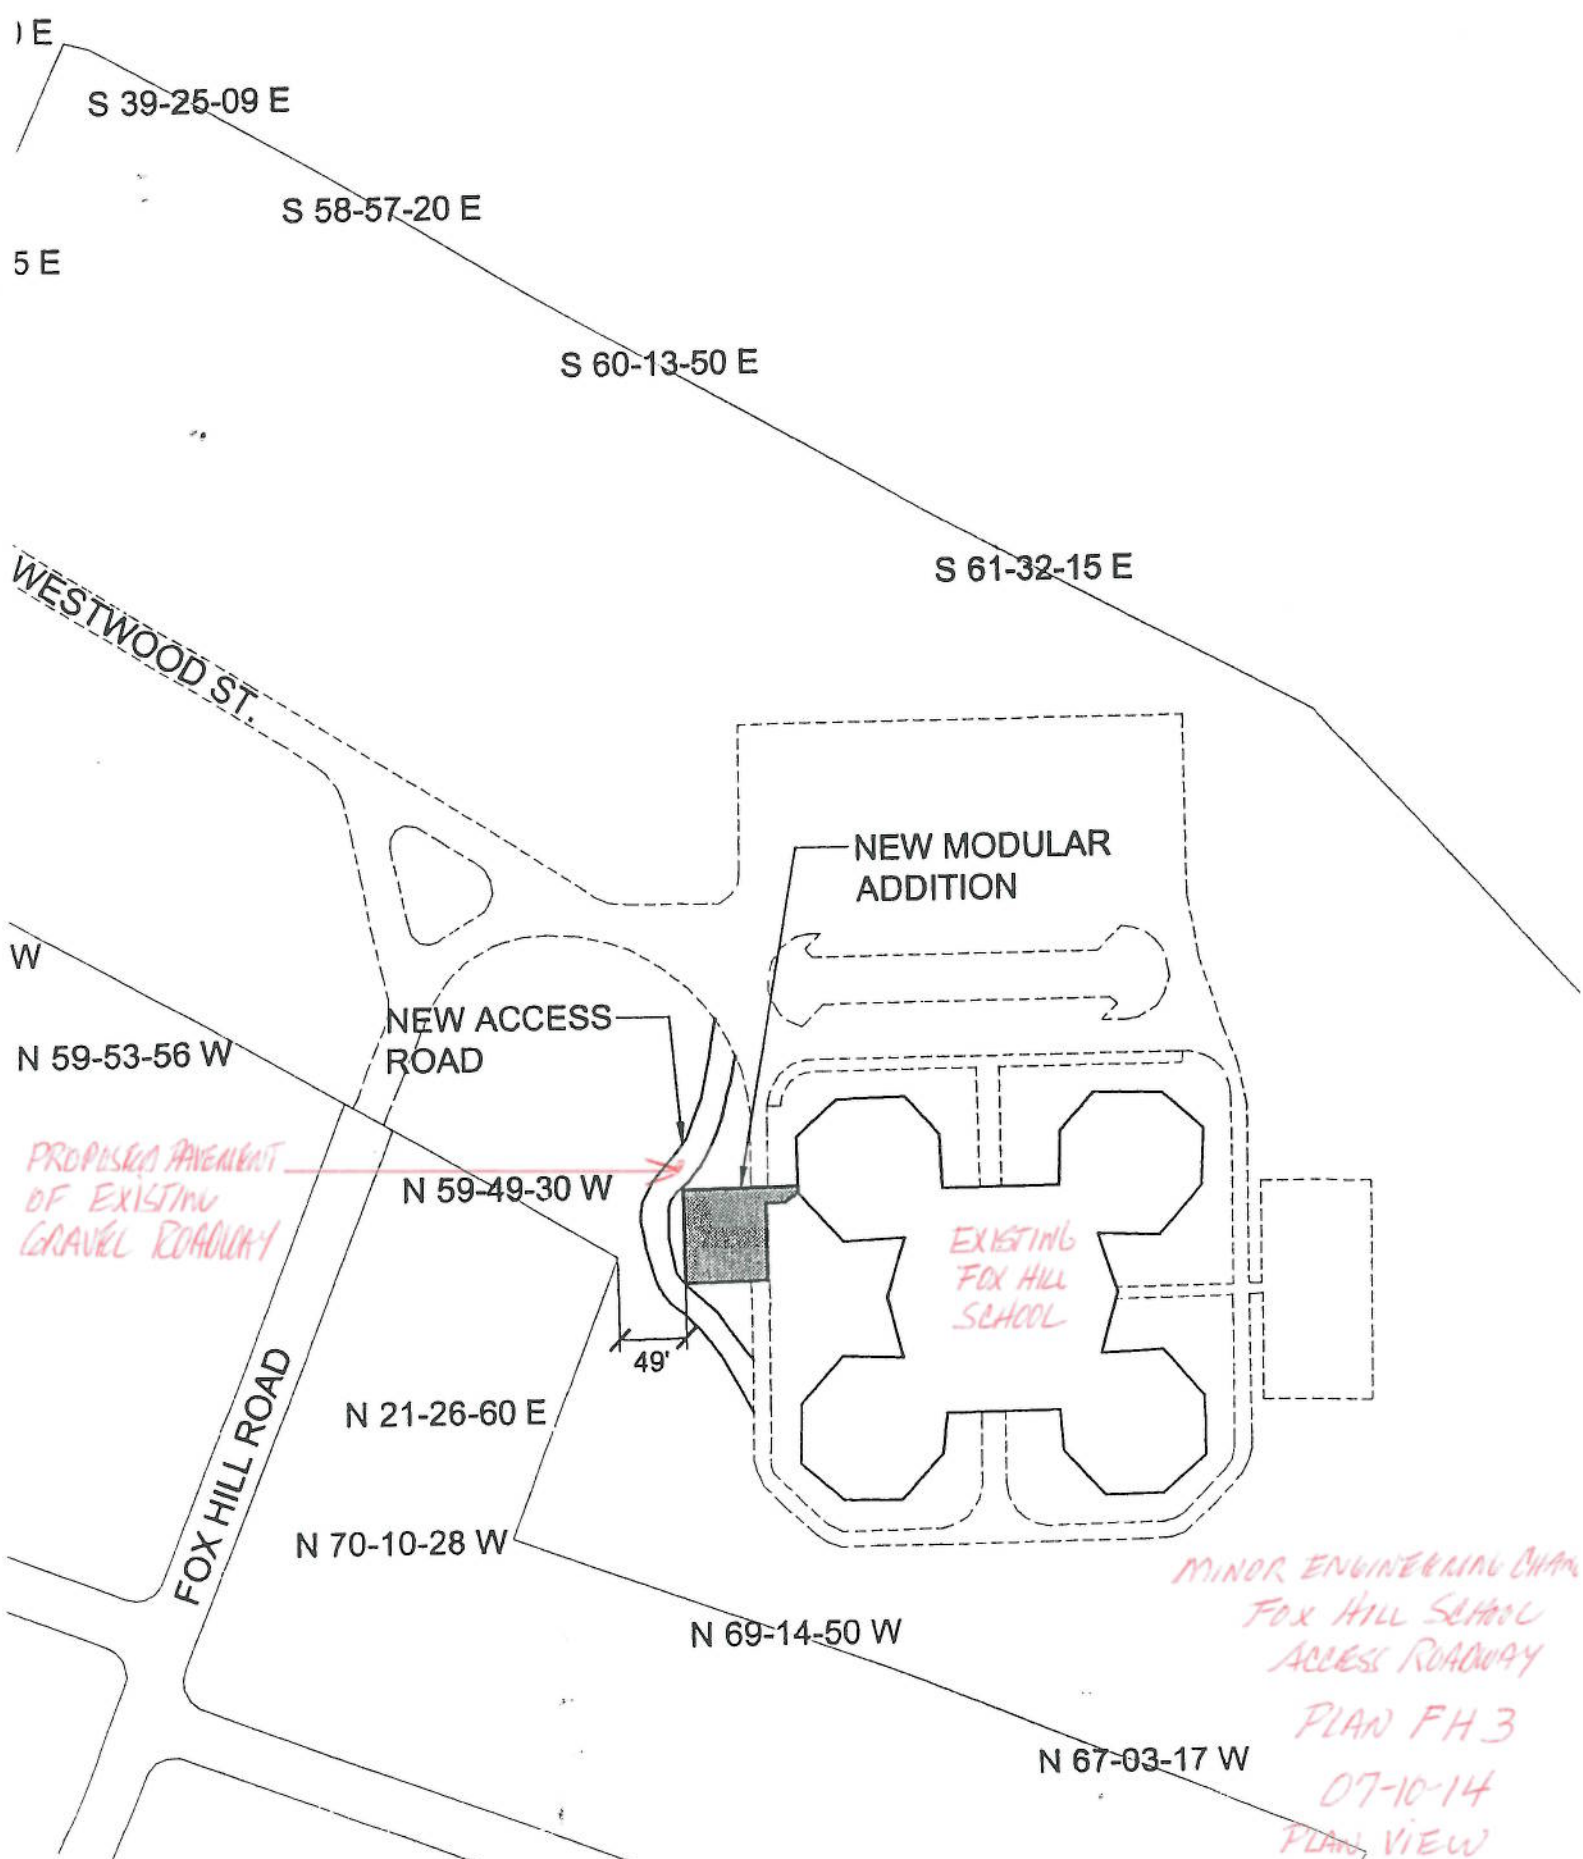 ) E
S 39-25-09 E
S 58-57-20 E
5 E
S 60-13-50 E
S 61-32-15 E
WESTWOOD ST.
NEW MODULAR
ADDITION
W
NEW ACCESS
ROAD
N 59-53-56 W
PROPOSED PAVEMENT
OF EXISTING
GRAVEL ROADWAY
N 59-49-30 W
EXISTING
FOX HILL
SCHOOL
49'
FOX HILL ROAD
N 21-26-60 E
N 70-10-28 W
N 69-14-50 W
N 67-03-17 W
MINOR ENGINEERING CHAN
FOX HILL SCHOOL
ACCESS ROADWAY
PLAN FH 3
07-10-14
PLAN VIEW